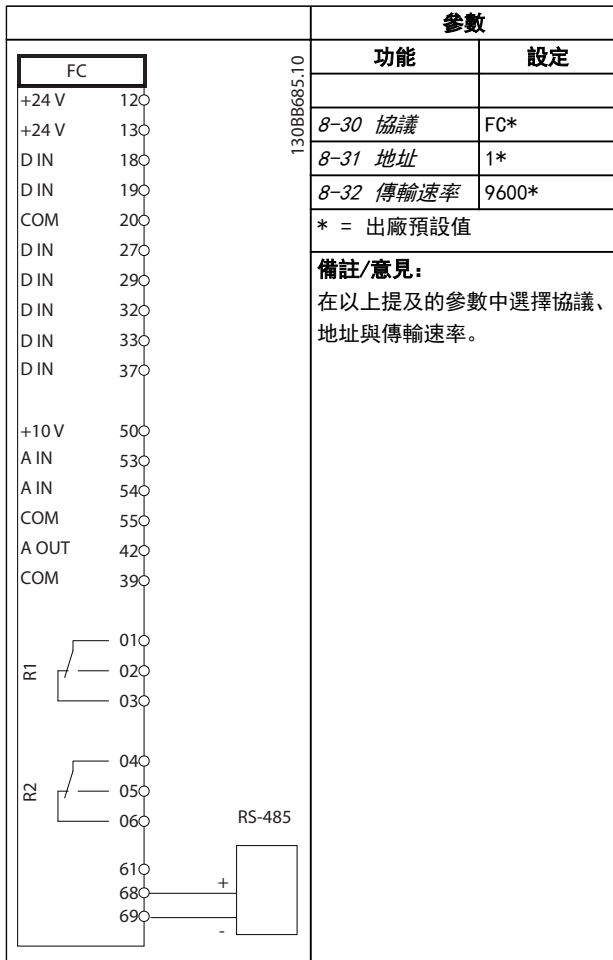 參數
功能 設定
8-30 協議 FC*
8-31 地址 1*
8-32 傳輸速率 9600*
* = 出廠預設值
備註/意見:
在以上提及的參數中選擇協議、
地址與傳輸速率。
FC
130BB685.10
+24 V 12
+24 V 13
D IN 18
D IN 19
COM 20
D IN 27
D IN 29
D IN 32
D IN 33
D IN 37
+10 V 50
A IN 53
A IN 54
COM 55
A OUT 42
COM 39
R1
01
02
03
R2
04
05
06
RS-485
61
68 +
69 -